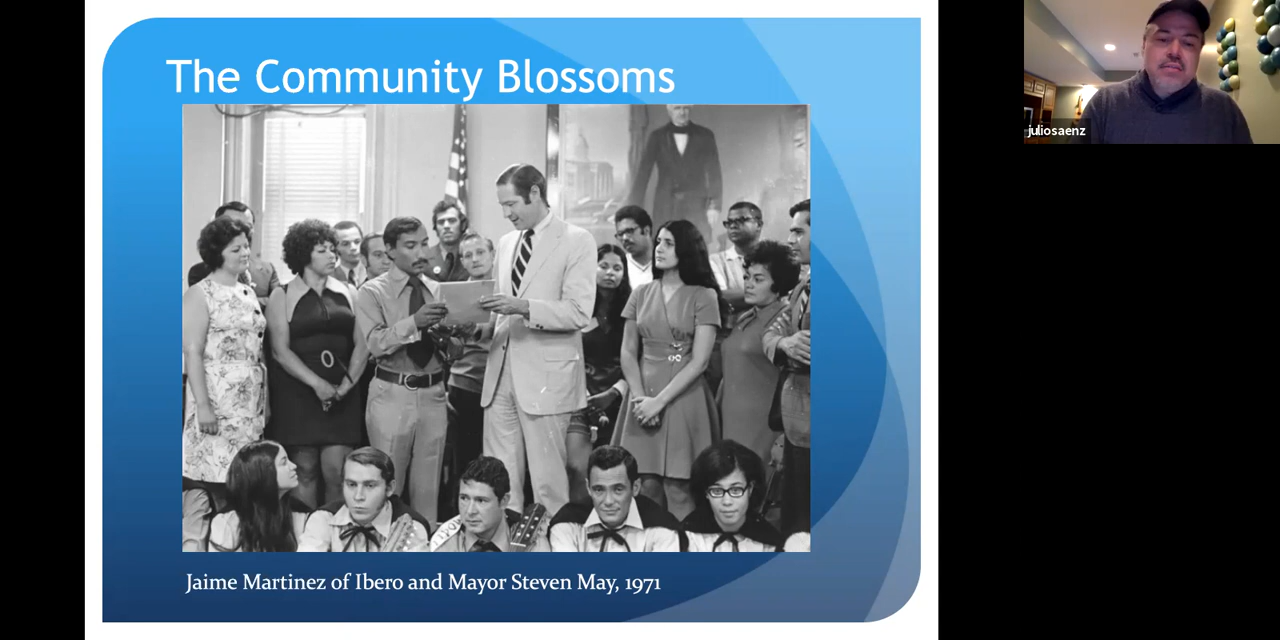 The Community Blossoms
juliosaenz
Jaime Martinez of Ibero and Mayor Steven May, 1971